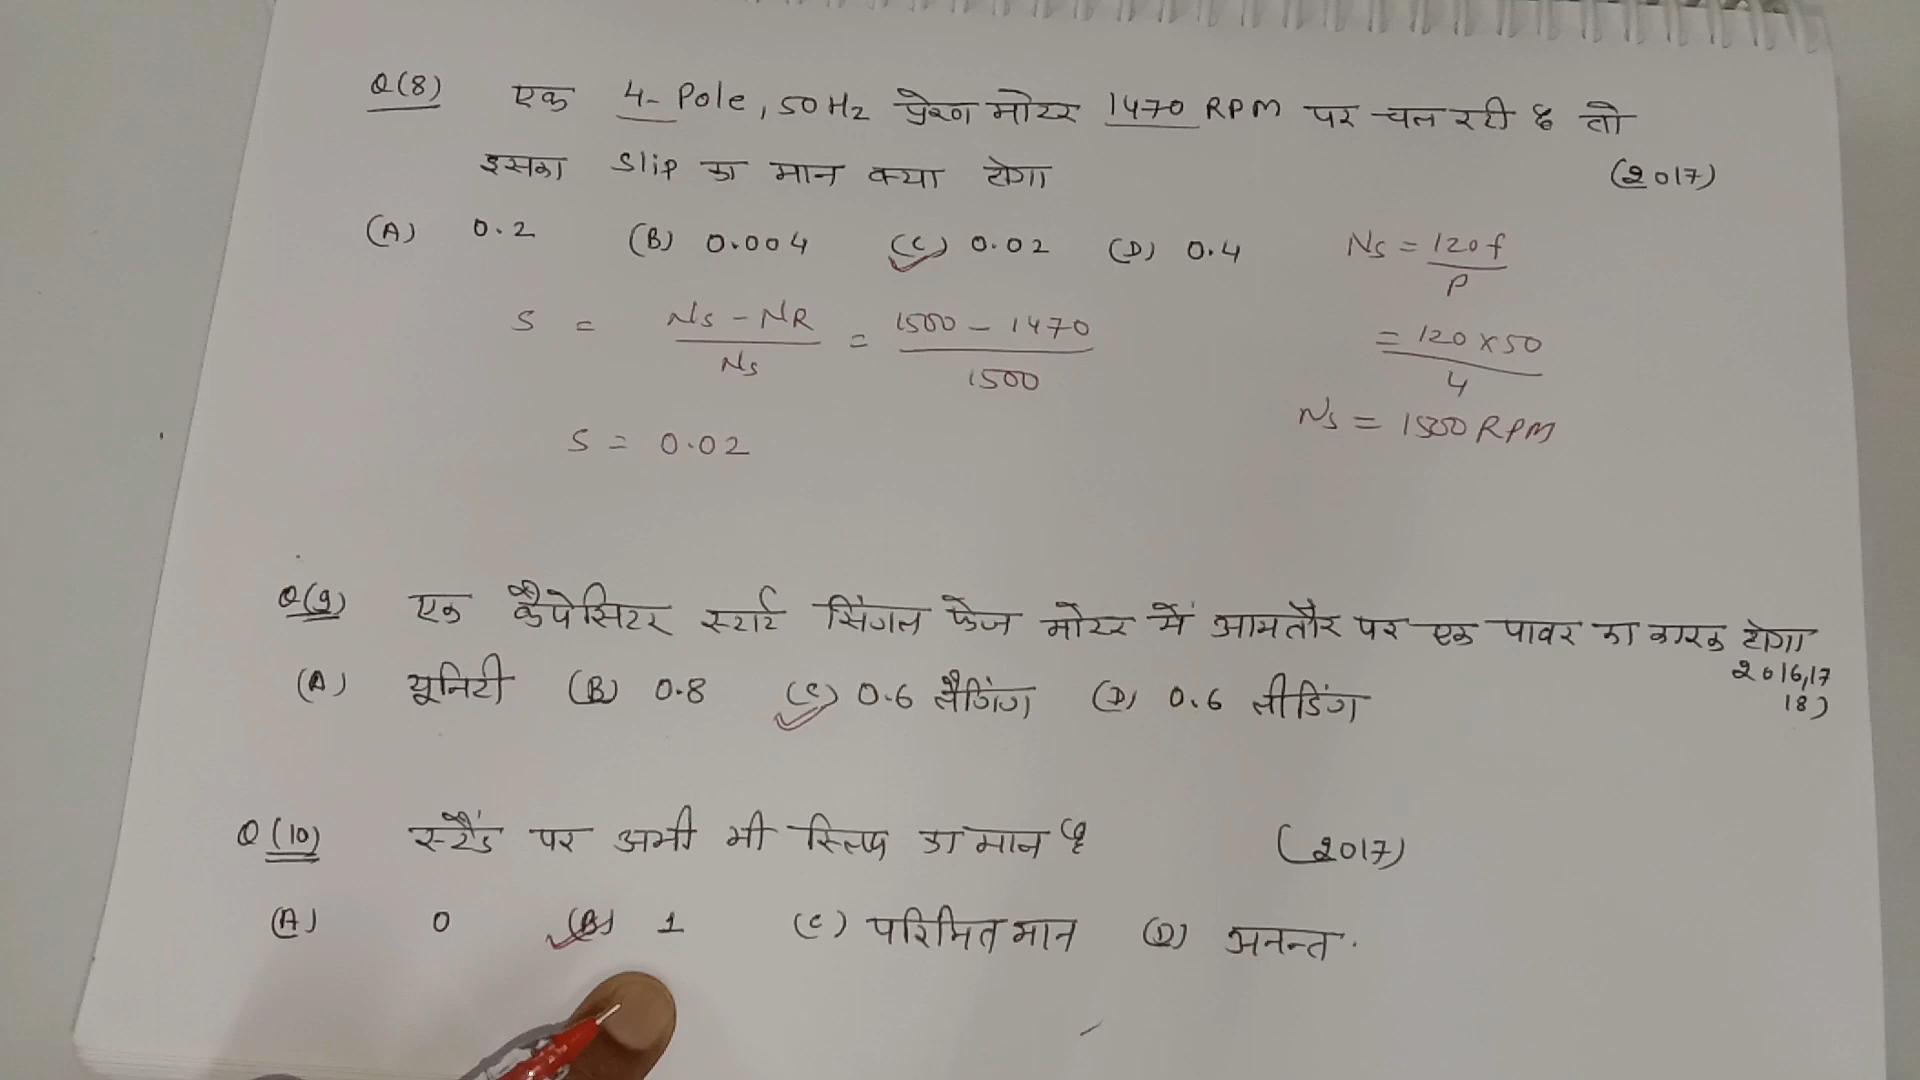 Q(8) एक 4- Pole, 50Hz प्रेरण मोटर 1470 RPM पर चल रही है तो
इसका Slip का मान क्या होगा (2017)
(A) 0.2 (B) 0.004 (C) 0.02 (D) 0.4
Ns = 120f / P
S = Ns - NR / Ns = 1500 - 1470 / 1500
= 120 x 50 / 4
Ns = 1500 RPM
S = 0.02
Q(9) एक कैपेसिटर स्टार्ट सिंगल फेज मोटर में आमतौर पर एक पावर का कारक होगा
2016,17
18)
(A) यूनिटी (B) 0.8 (C) 0.6 लैगिंग (D) 0.6 लीडिंग
Q(10) स्टैंड पर अभी भी स्लिप का मान है (2017)
(A) 0 (B) 1 (C) परिमित मान (D) अनन्त.